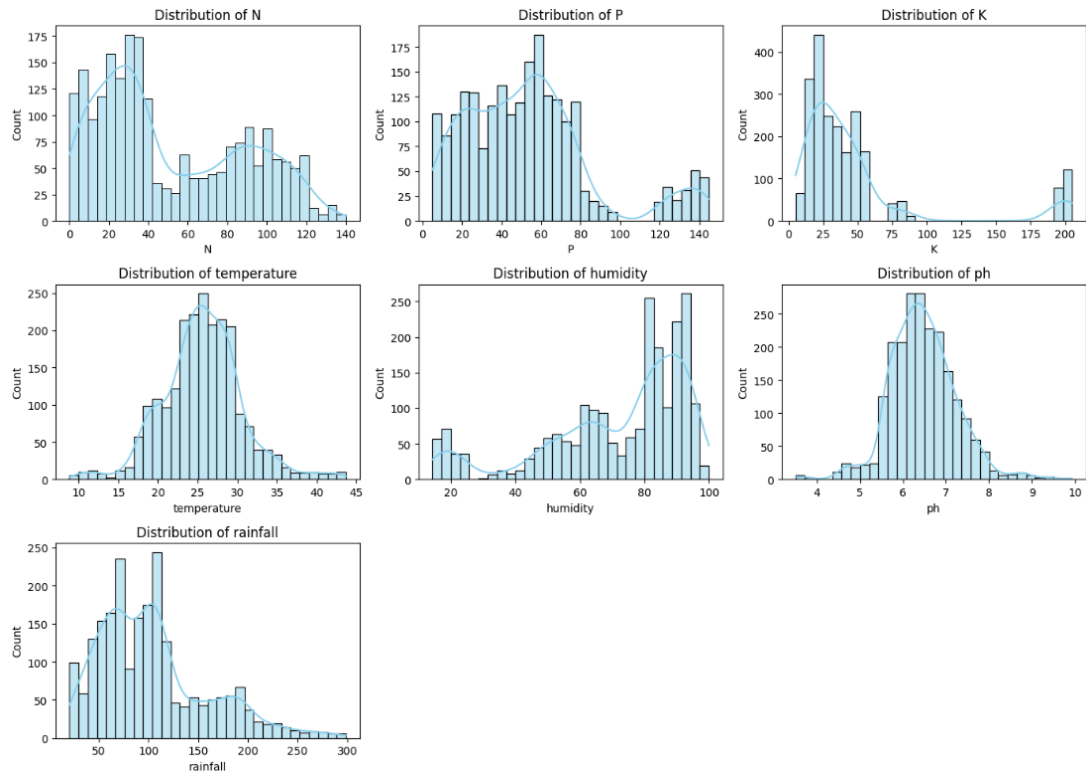 Distribution of N
Distribution of P
Distribution of K
Count
175
150
125
100
75
50
25
0
Count
175
150
125
100
75
50
25
0
Count
400
300
200
100
0
0 20 40 60 80 100 120 140
0 20 40 60 80 100 120 140
0 25 50 75 100 125 150 175 200
N
P
K
Distribution of temperature
Distribution of humidity
Distribution of ph
Count
250
200
150
100
50
0
Count
250
200
150
100
50
0
Count
250
200
150
100
50
0
10 15 20 25 30 35 40 45
20 40 60 80 100
4 5 6 7 8 9 10
temperature
humidity
ph
Distribution of rainfall
Count
250
200
150
100
50
0
50 100 150 200 250 300
rainfall